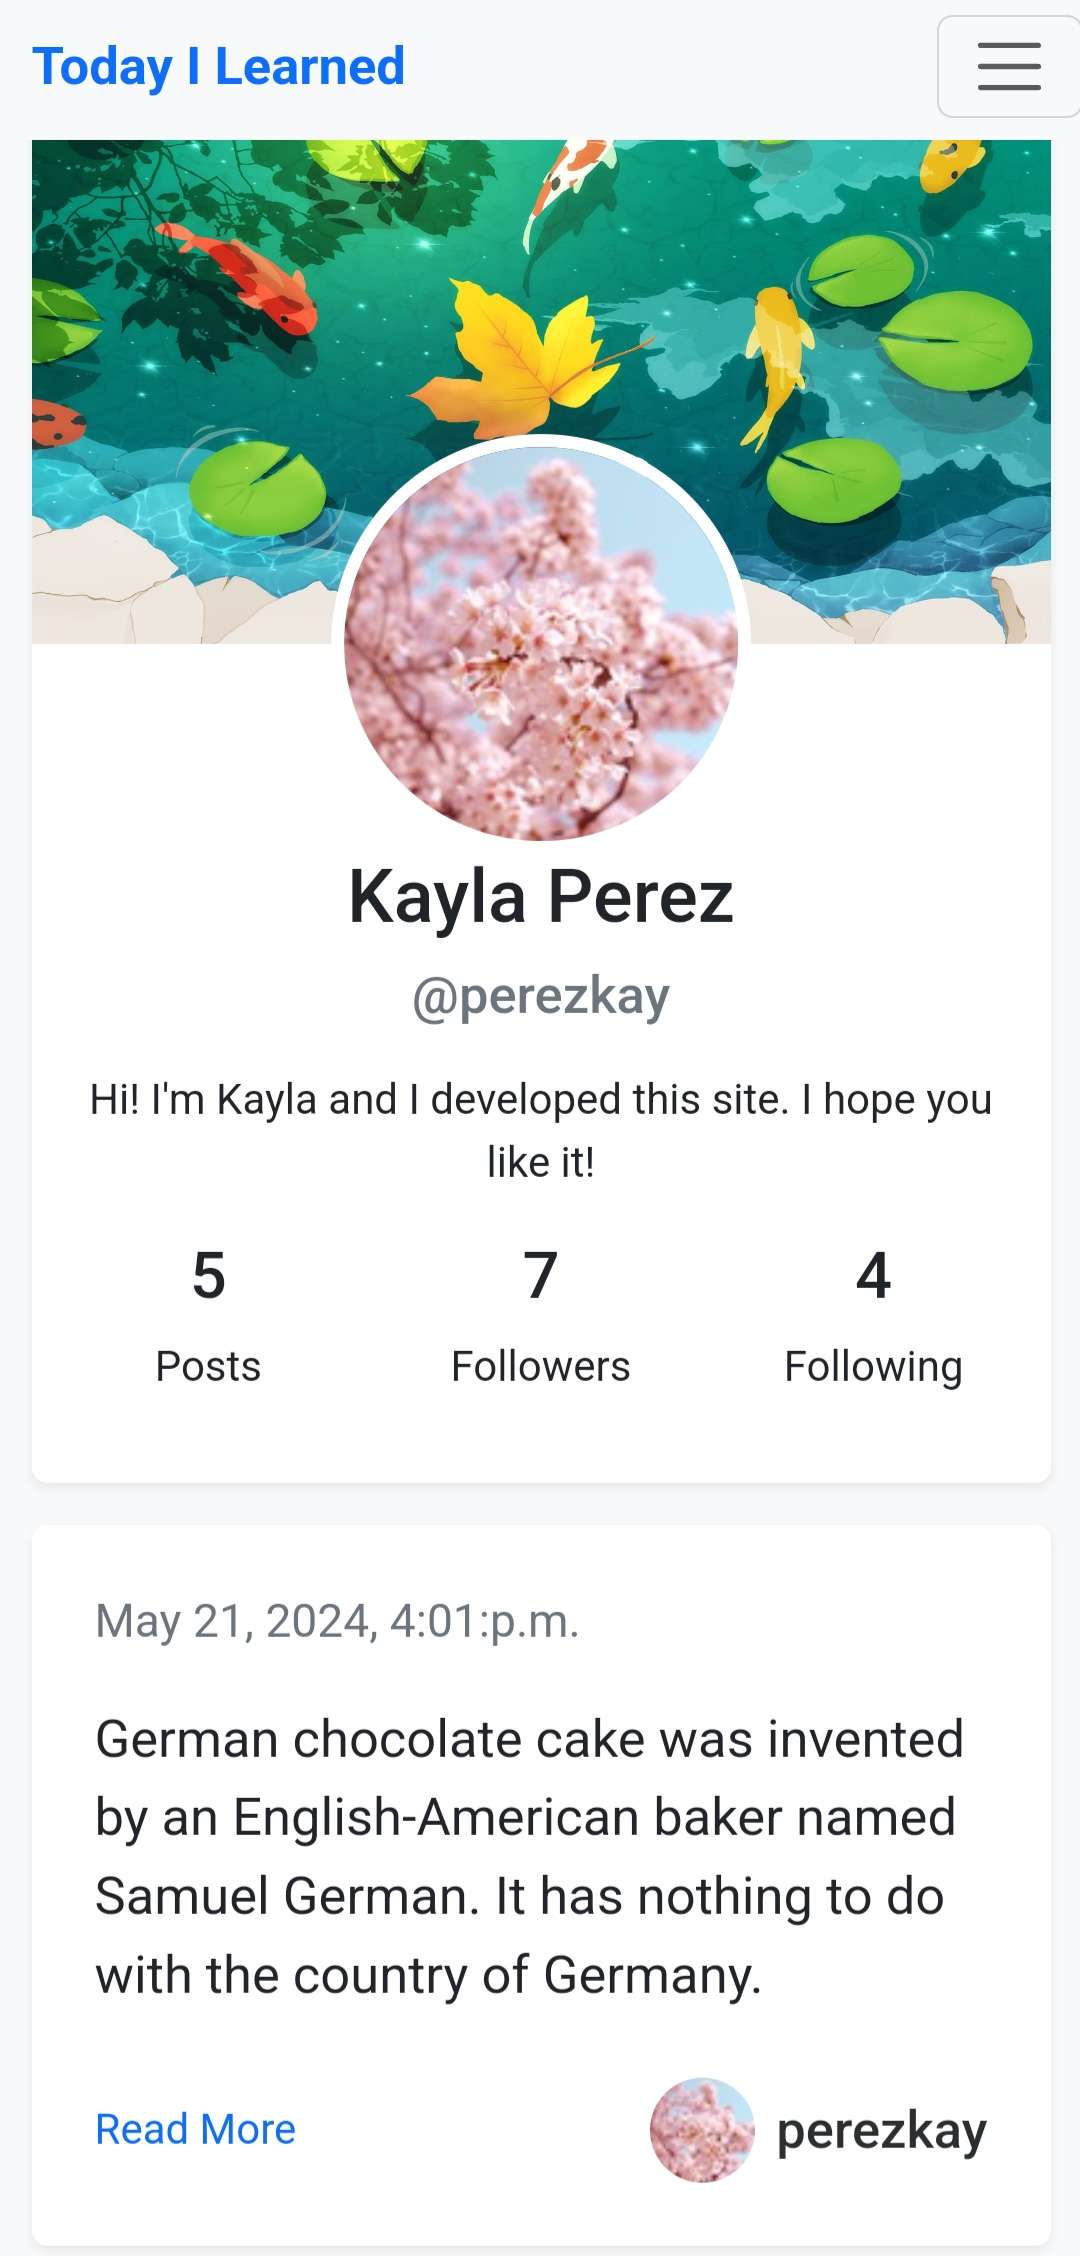 Today I Learned
Kayla Perez
@perezkay
Hi! I'm Kayla and I developed this site. I hope you
like it!
5 7 4
Posts Followers Following
May 21, 2024, 4:01:p.m.
German chocolate cake was invented
by an English-American baker named
Samuel German. It has nothing to do
with the country of Germany.
Read More perezkay